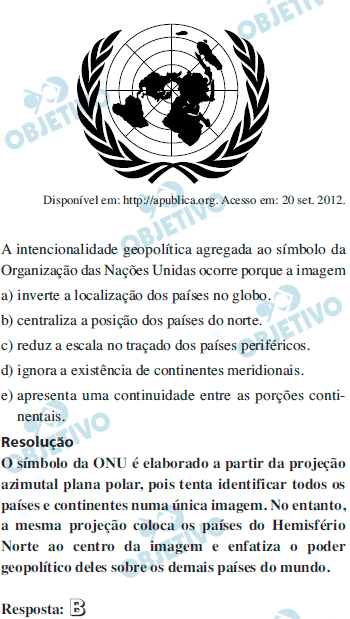 Disponível em: http://apublica.org. Acesso em: 20 set. 2012.
A intencionalidade geopolítica agregada ao símbolo da
Organização das Nações Unidas ocorre porque a imagem
a) inverte a localização dos países no globo.
b) centraliza a posição dos países do norte.
c) reduz a escala no traçado dos países periféricos.
d) ignora a existência de continentes meridionais.
e) apresenta uma continuidade entre as porções conti-
nentais.
Resolução
O símbolo da ONU é elaborado a partir da projeção
azimutal plana polar, pois tenta identificar todos os
países e continentes numa única imagem. No entanto,
a mesma projeção coloca os países do Hemisfério
Norte ao centro da imagem e enfatiza o poder
geopolítico deles sobre os demais países do mundo.
Resposta: B
OBJETIVO
OBJETIVO
OBJETIVO
OBJETIVO
OBJETIVO
OBJETIVO
OBJETIVO